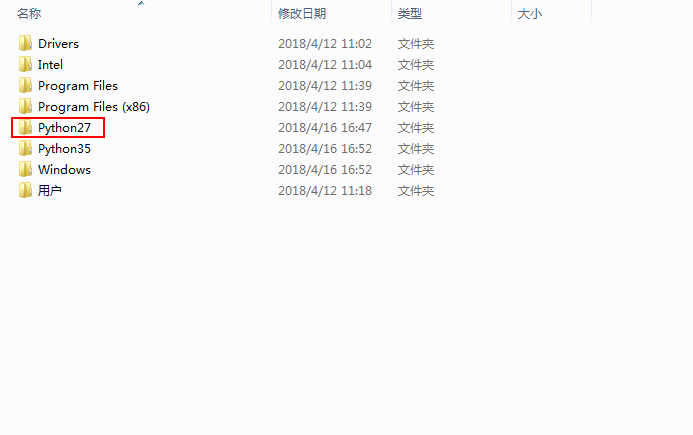 名称 修改日期 类型 大小
Drivers 2018/4/12 11:02 文件夹
Intel 2018/4/12 11:04 文件夹
Program Files 2018/4/12 11:39 文件夹
Program Files (x86) 2018/4/12 11:39 文件夹
Python27 2018/4/16 16:47 文件夹
Python35 2018/4/16 16:52 文件夹
Windows 2018/4/16 16:52 文件夹
用户 2018/4/12 11:18 文件夹